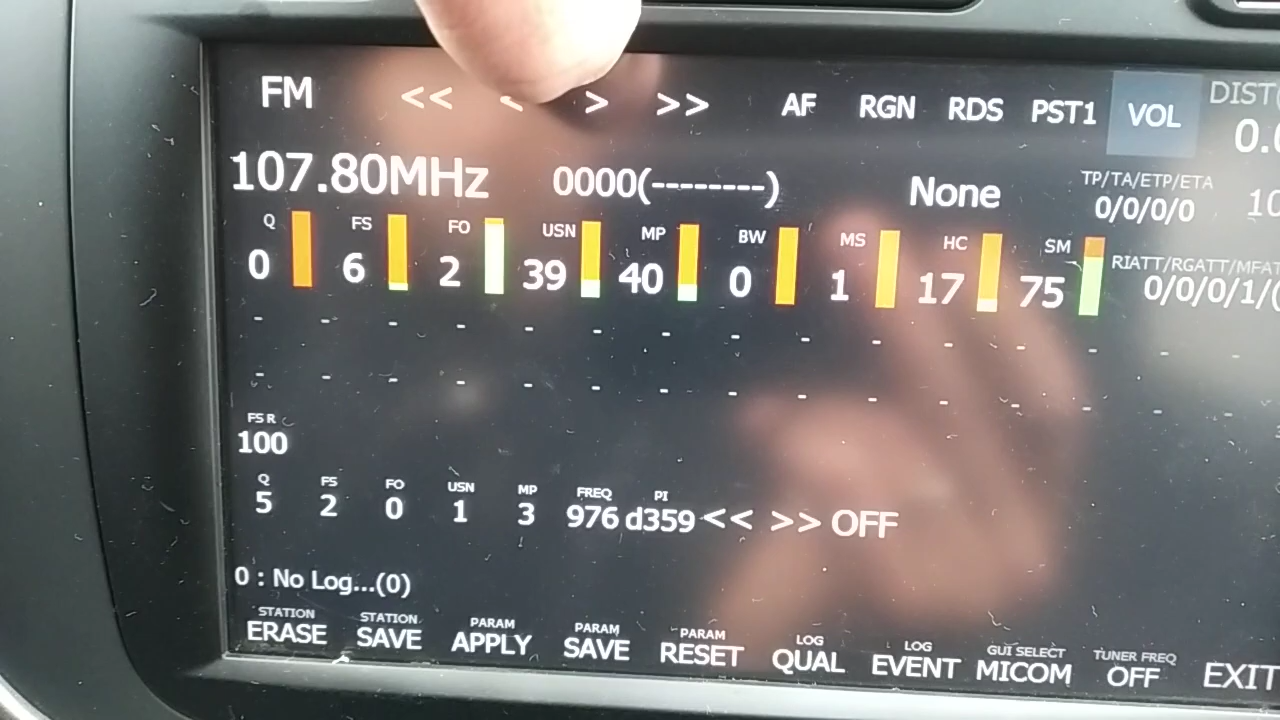 FM << < > >> AF RGN RDS PST1 VOL
107.80MHz 0000(--------) None TP/TA/ETP/ETA 0/0/0/0
Q FS FO USN MP BW MS HC SM
0 6 2 39 40 0 1 17 75
- - - - - - - - - - - - - - -
- - - - - - - - - - - - - - -
FS R
100
Q FS FO USN MP FREQ PI
5 2 0 1 3 976 d359 << >> OFF
0 : No Log...(0)
STATION STATION PARAM PARAM PARAM LOG LOG GUI SELECT TUNER FREQ
ERASE SAVE APPLY SAVE RESET QUAL EVENT MICOM OFF EXIT